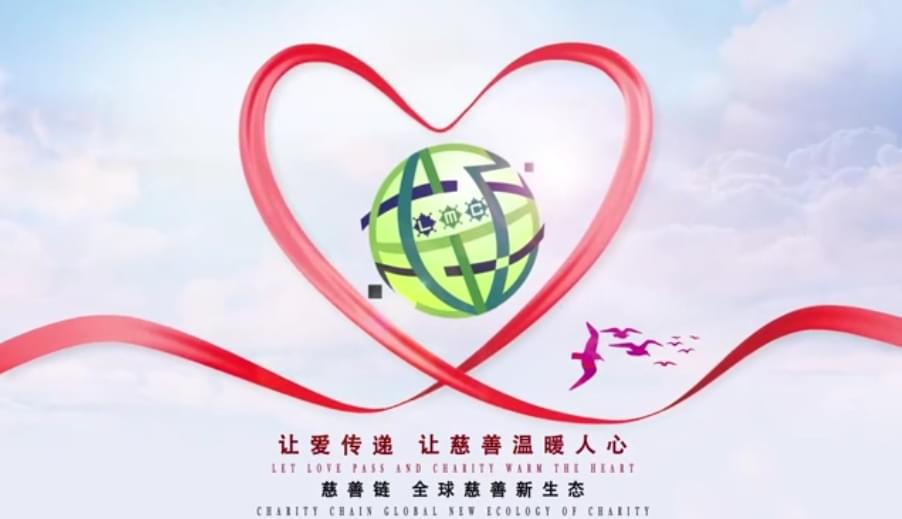 LMC
让爱传递 让慈善温暖人心
LET LOVE PASS AND CHARITY WARM THE HEART
慈善链 全球慈善新生态
CHARITY CHAIN GLOBAL NEW ECOLOGY OF CHARITY